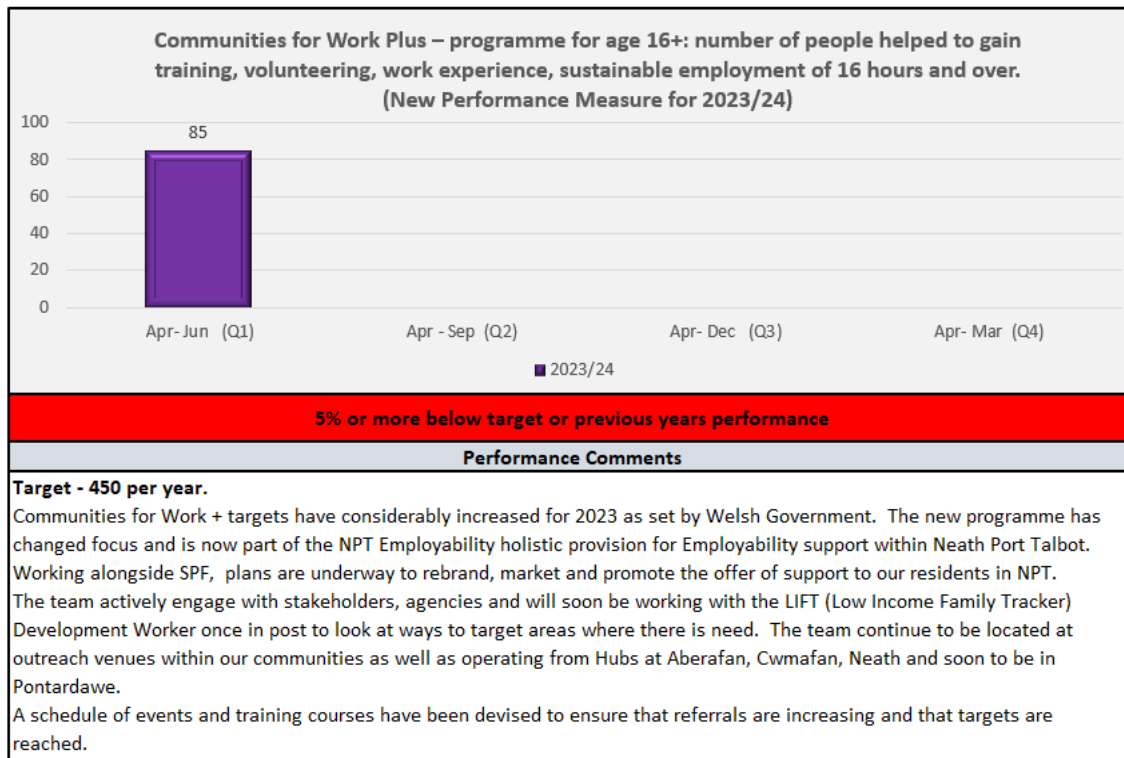 Communities for Work Plus – programme for age 16+: number of people helped to gain
training, volunteering, work experience, sustainable employment of 16 hours and over.
(New Performance Measure for 2023/24)
100
80
60
40
20
0
85
Apr- Jun (Q1)
Apr - Sep (Q2)
Apr- Dec (Q3)
Apr- Mar (Q4)
2023/24
5% or more below target or previous years performance
Performance Comments
Target - 450 per year.
Communities for Work + targets have considerably increased for 2023 as set by Welsh Government. The new programme has
changed focus and is now part of the NPT Employability holistic provision for Employability support within Neath Port Talbot.
Working alongside SPF, plans are underway to rebrand, market and promote the offer of support to our residents in NPT.
The team actively engage with stakeholders, agencies and will soon be working with the LIFT (Low Income Family Tracker)
Development Worker once in post to look at ways to target areas where there is need. The team continue to be located at
outreach venues within our communities as well as operating from Hubs at Aberafan, Cwmafan, Neath and soon to be in
Pontardawe.
A schedule of events and training courses have been devised to ensure that referrals are increasing and that targets are
reached.